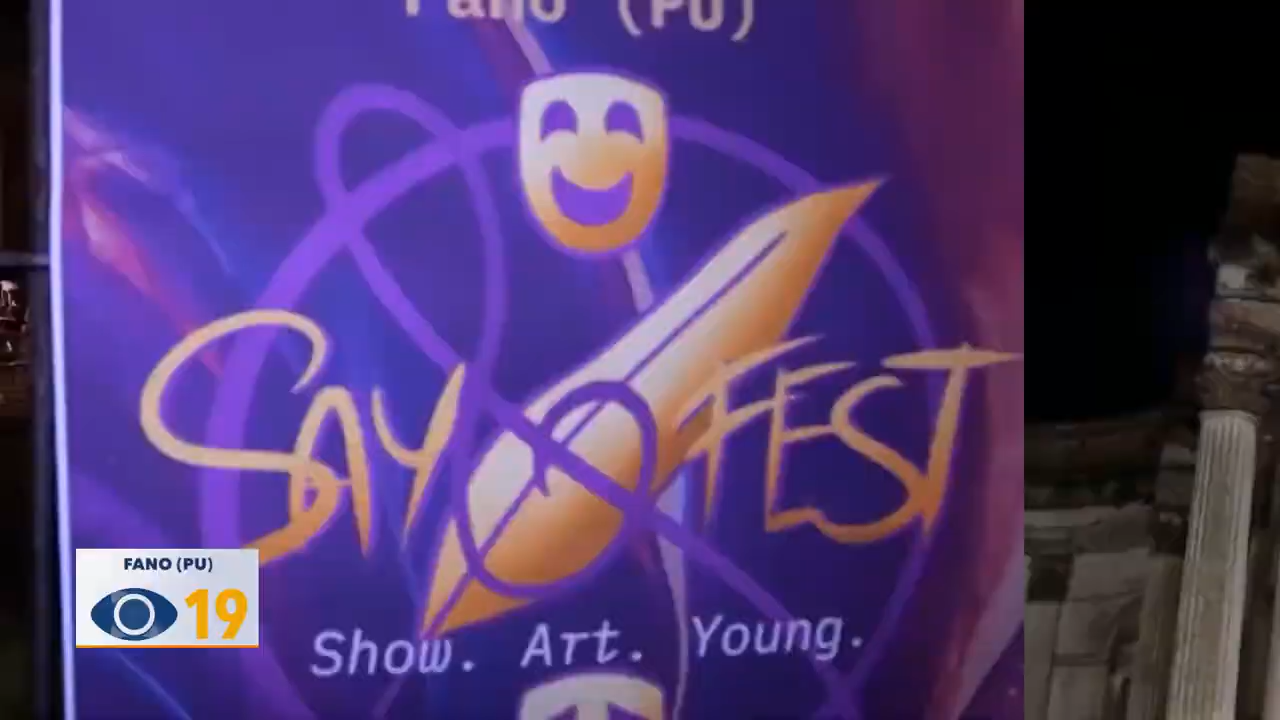 Fano (PU)
SAY FEST
Show. Art. Young.
FANO (PU)
19